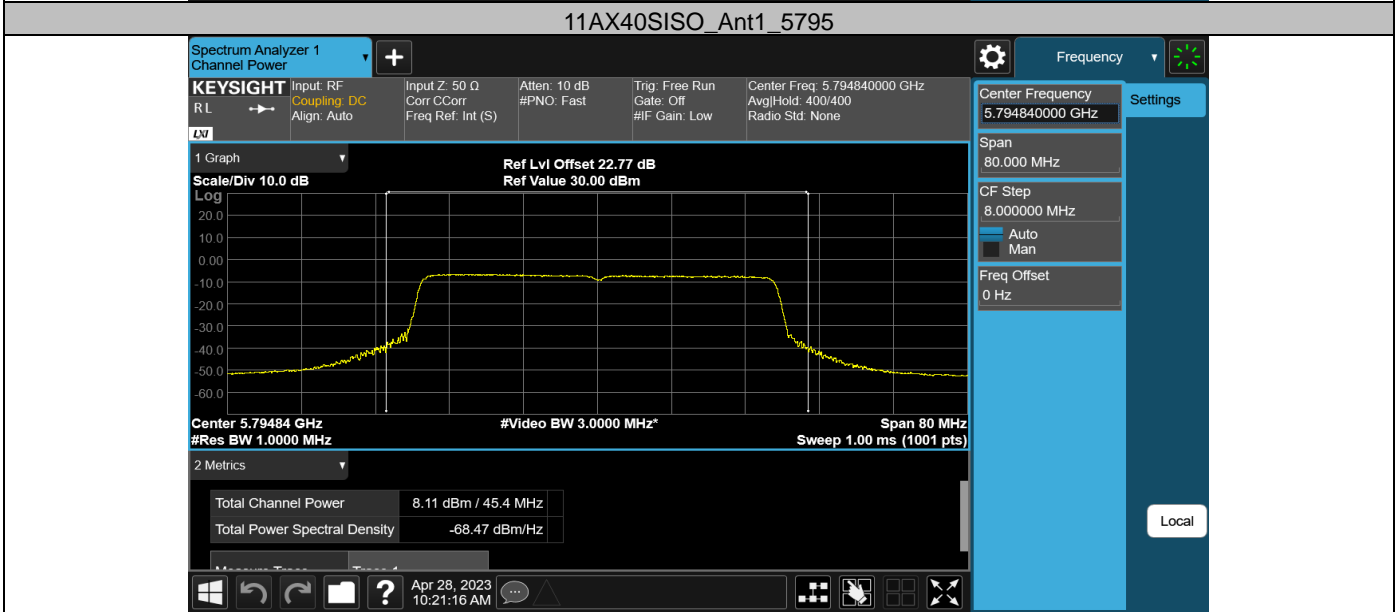 11AX40SISO_Ant1_5795
Spectrum Analyzer 1
Channel Power
Frequency
KEYSIGHT
R L
LXI
Input: RF
Coupling: DC
Align: Auto
Input Z: 50 Ω
Corr CCorr
Freq Ref: Int (S)
Atten: 10 dB
#PNO: Fast
Trig: Free Run
Gate: Off
#IF Gain: Low
Center Freq: 5.794840000 GHz
Avg|Hold: 400/400
Radio Std: None
Center Frequency
5.794840000 GHz
Settings
Span
80.000 MHz
CF Step
8.000000 MHz
Auto
Man
Freq Offset
0 Hz
1 Graph
Scale/Div 10.0 dB
Ref Lvl Offset 22.77 dB
Ref Value 30.00 dBm
Log
20.0
10.0
0.00
-10.0
-20.0
-30.0
-40.0
-50.0
-60.0
Center 5.79484 GHz
#Video BW 3.0000 MHz*
Span 80 MHz
#Res BW 1.0000 MHz
Sweep 1.00 ms (1001 pts)
2 Metrics
Total Channel Power 8.11 dBm / 45.4 MHz
Total Power Spectral Density -68.47 dBm/Hz
Local
Apr 28, 2023
10:21:16 AM